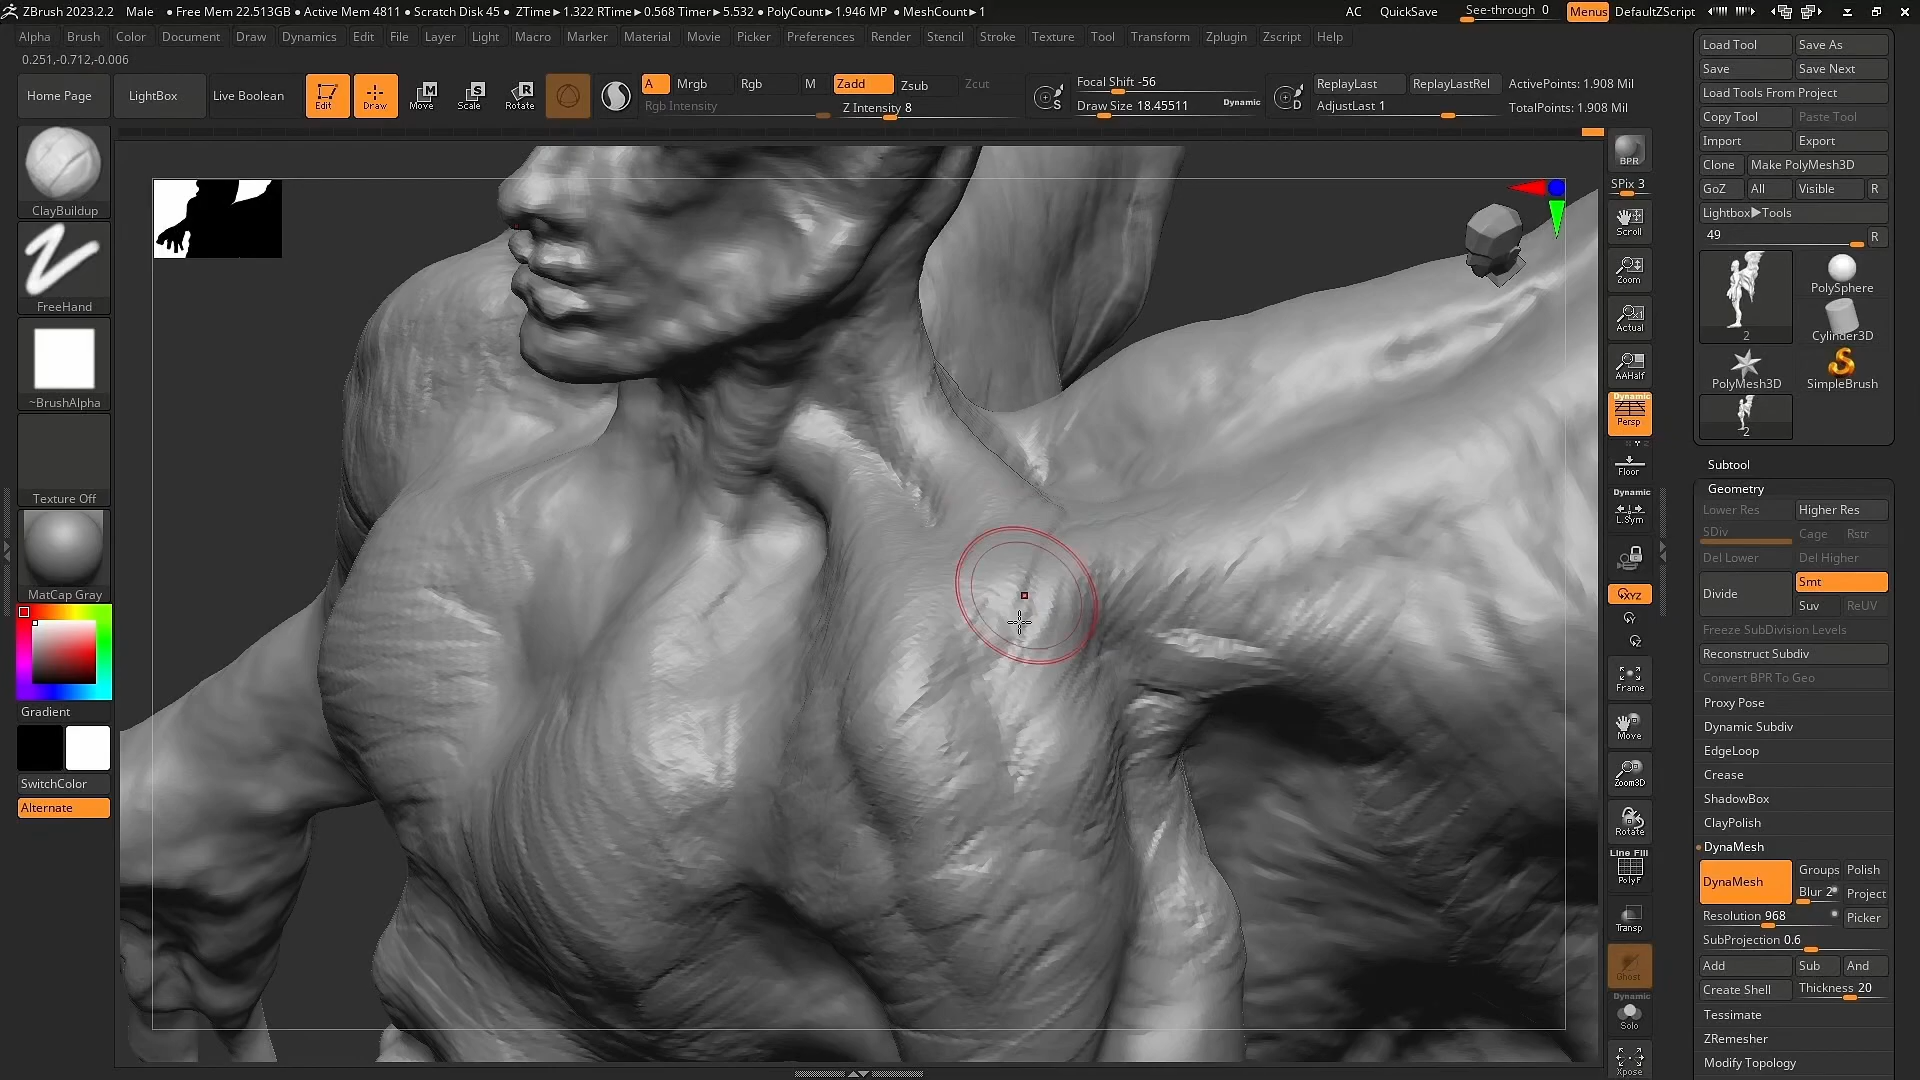 ZBrush 2023.2.2 Male • Free Mem 22.513GB • Active Mem 4811 • Scratch Disk 45 • ZTime▶1.322 RTime▶0.568 Timer▶5.532 • PolyCount▶1.946 MP • MeshCount▶1 AC QuickSave See-through 0 Menus DefaultZScript
Alpha Brush Color Document Draw Dynamics Edit File Layer Light Macro Marker Material Movie Picker Preferences Render Stencil Stroke Texture Tool Transform Zplugin Zscript Help
0.251,-0.712,-0.006
Home Page LightBox Live Boolean Edit Draw Move Scale Rotate
A Mrgb Rgb M Zadd Zsub Zcut
Rgb Intensity Z Intensity 8
Focal Shift -56
Draw Size 18.45511 Dynamic
ReplayLast ReplayLastRel ActivePoints: 1.908 Mil
AdjustLast 1 TotalPoints: 1.908 Mil
ClayBuildup
FreeHand
~BrushAlpha
Texture Off
MatCap Gray
Gradient
SwitchColor
Alternate
BPR
SPix 3
Scroll
Zoom
Actual
AAHalf
Dynamic
Persp
Floor
Dynamic
L.Sym
XYZ
Y
Z
Frame
Move
Zoom3D
Rotate
Line Fill
PolyF
Transp
Ghost
Dynamic
Solo
Xpose
Load Tool Save As
Save Save Next
Load Tools From Project
Copy Tool Paste Tool
Import Export
Clone Make PolyMesh3D
GoZ All Visible R
Lightbox▶Tools
49 R
2 PolySphere
Cylinder3D
PolyMesh3D SimpleBrush
2
Subtool
Geometry
Lower Res Higher Res
SDiv Cage Rstr
Del Lower Del Higher
Divide Smt
Suv ReUV
Freeze SubDivision Levels
Reconstruct Subdiv
Convert BPR To Geo
Proxy Pose
Dynamic Subdiv
EdgeLoop
Crease
ShadowBox
ClayPolish
DynaMesh
DynaMesh Groups Polish
Blur 2 Project
Resolution 968 Picker
SubProjection 0.6
Add Sub And
Create Shell Thickness 20
Tessimate
ZRemesher
Modify Topology